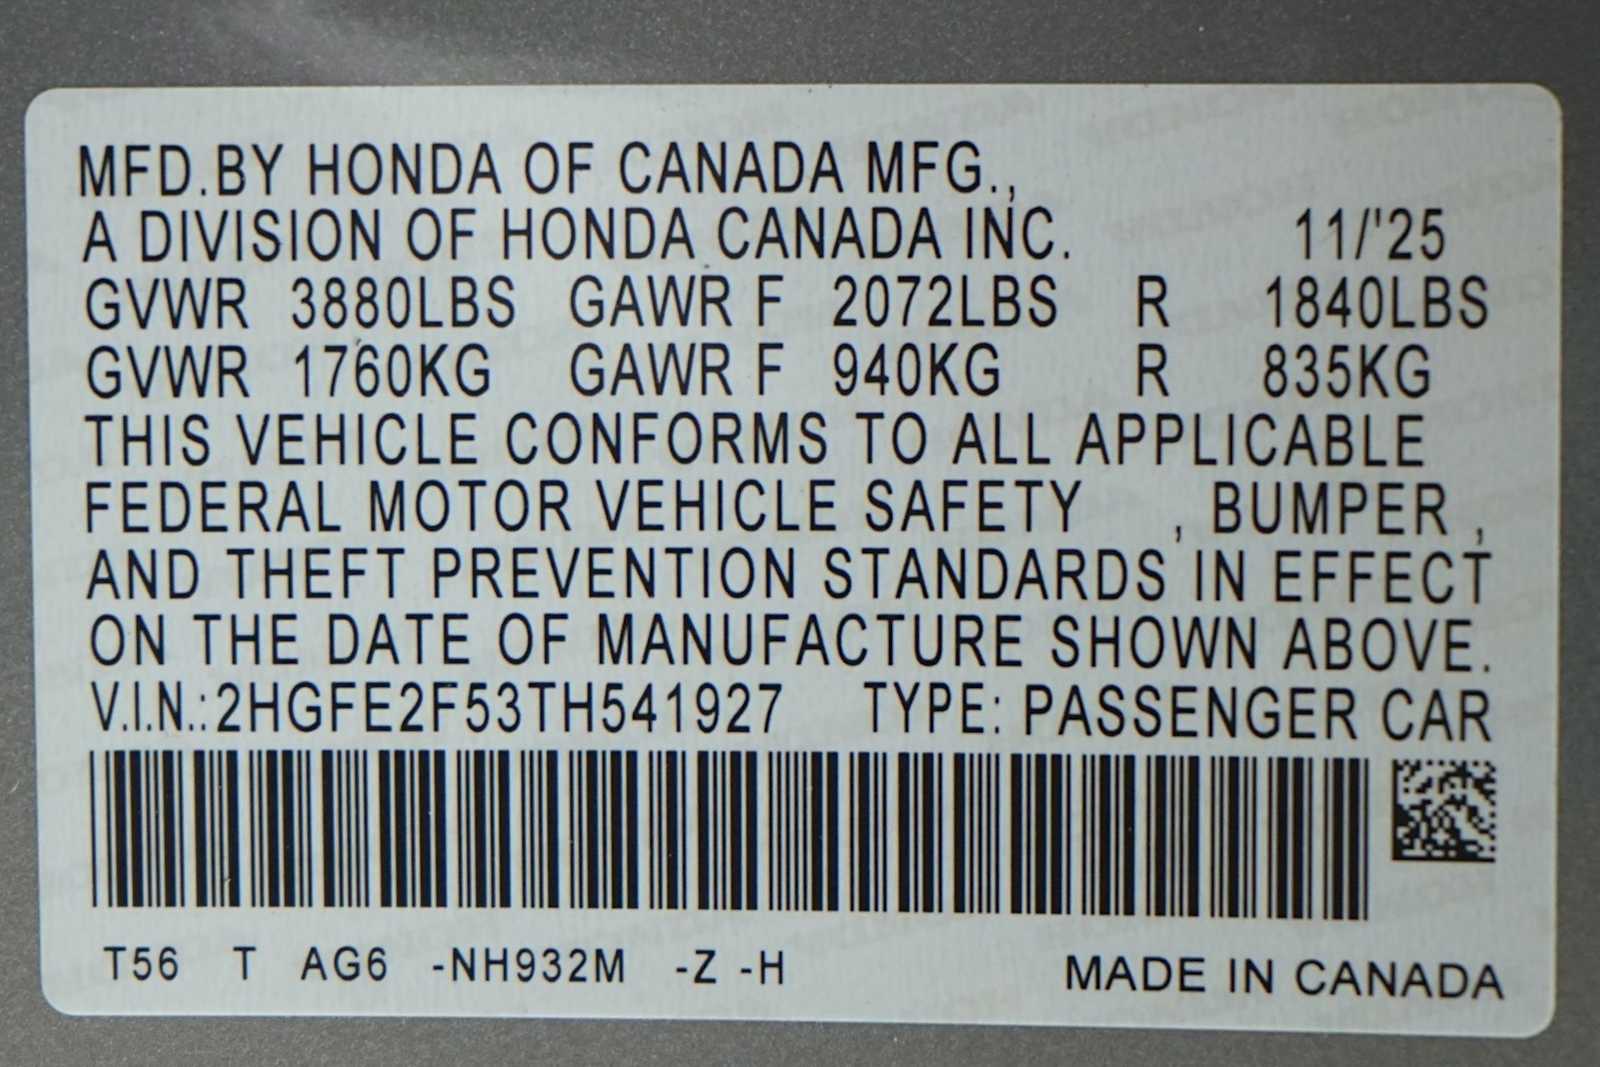 MFD.BY HONDA OF CANADA MFG.,
A DIVISION OF HONDA CANADA INC. 11/'25
GVWR 3880LBS GAWR F 2072LBS R 1840LBS
GVWR 1760KG GAWR F 940KG R 835KG
THIS VEHICLE CONFORMS TO ALL APPLICABLE
FEDERAL MOTOR VEHICLE SAFETY , BUMPER ,
AND THEFT PREVENTION STANDARDS IN EFFECT
ON THE DATE OF MANUFACTURE SHOWN ABOVE.
V.I.N.:2HGFE2F53TH541927 TYPE: PASSENGER CAR
T56 T AG6 -NH932M -Z -H MADE IN CANADA